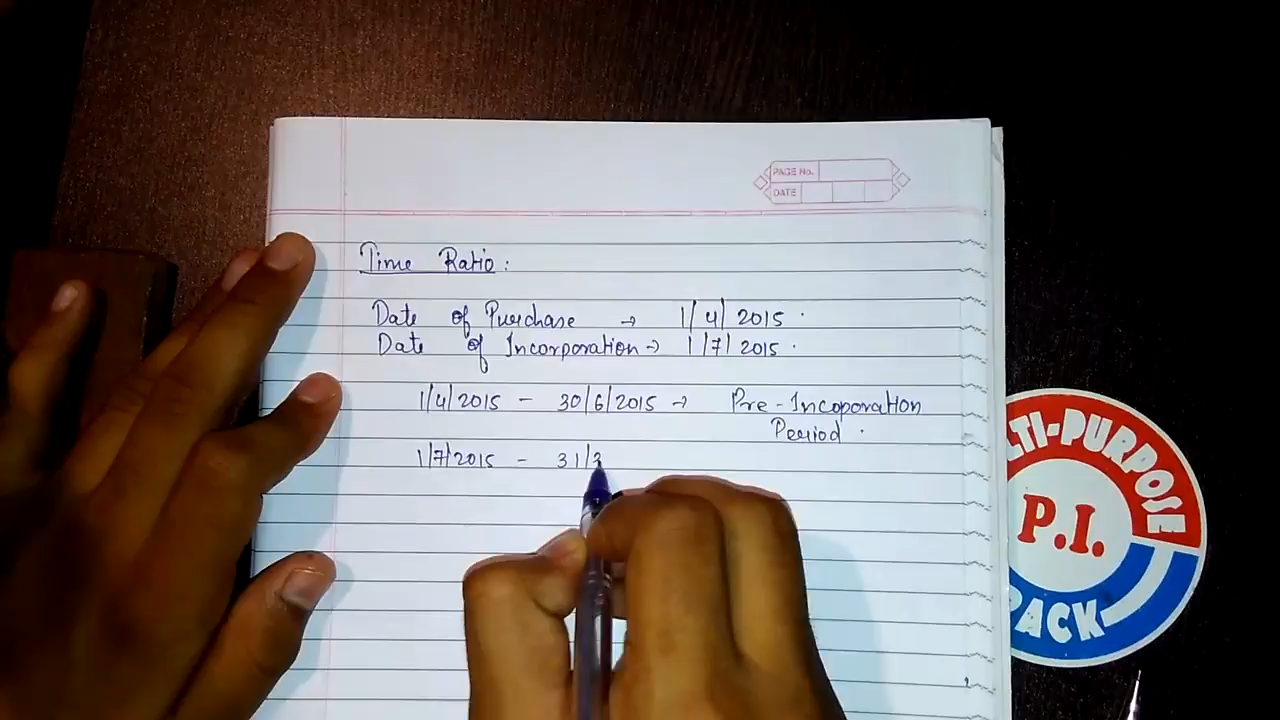 PAGE No.
DATE
Time Ratio :
Date of Purchase → 1/4/ 2015 .
Date of Incorporation → 1/7/ 2015 .
1/4/2015 - 30/6/2015 → Pre-Incoporation
Period .
1/7/2015 - 31/3
LTI-PURPOSE
P.I.
PACK